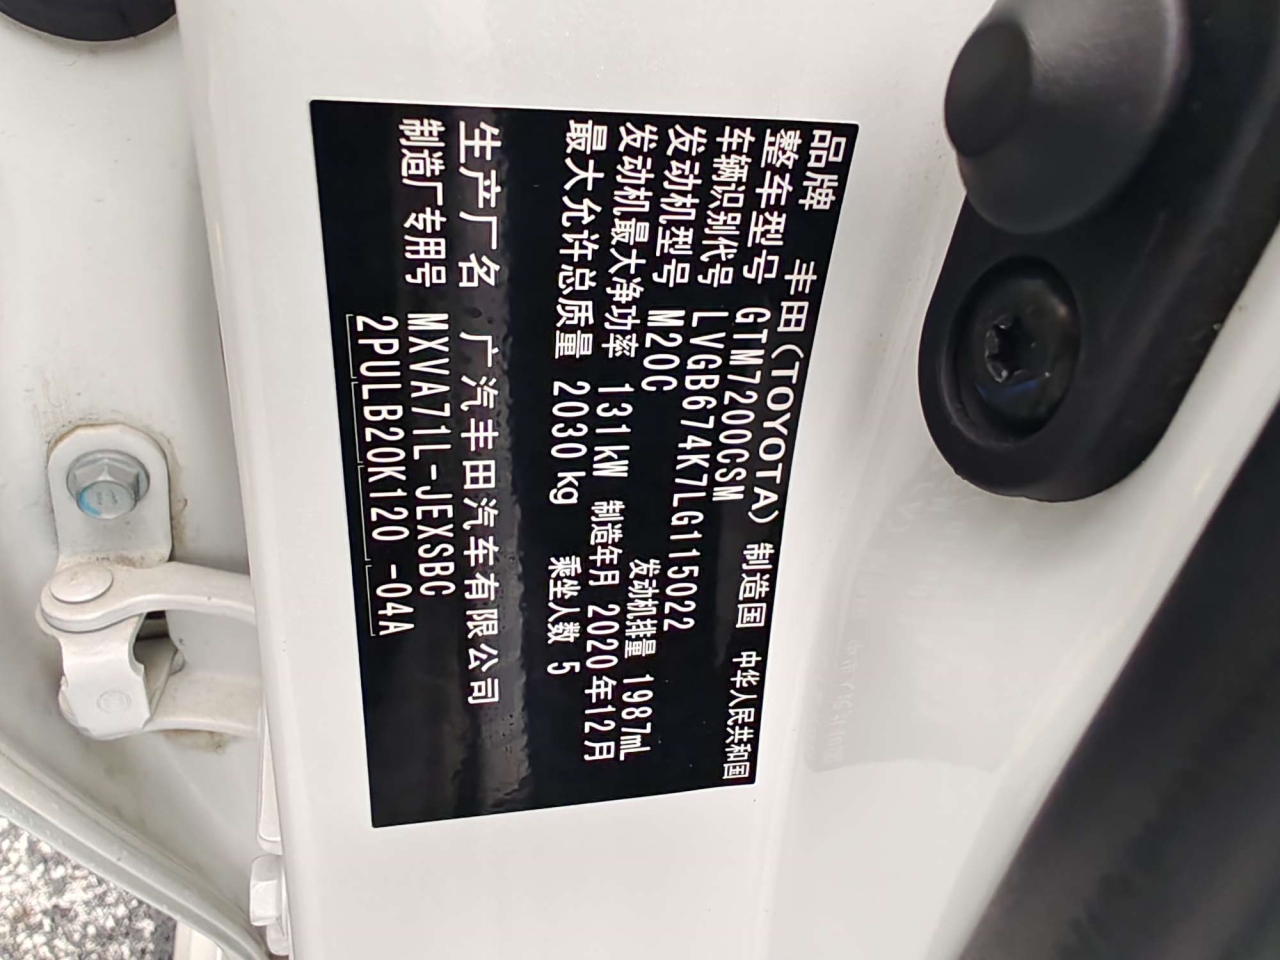 品牌 丰田(TOYOTA) 制造国 中华人民共和国
整车型号 GTM7200CSM
车辆识别代号 LVGB674K7LG115022
发动机型号 M20C 发动机排量 1987mL
发动机最大净功率 131kW 制造年月 2020年12月
最大允许总质量 2030kg 乘坐人数 5
生产厂名 广汽丰田汽车有限公司
制造厂专用号 MXVA71L-JEXSBC
2PULB20K120 -04A